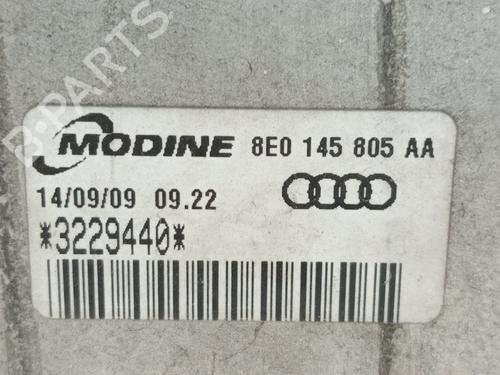 B-PARTS
MODINE 8E0 145 805 AA
14/09/09 09.22
*3229440*